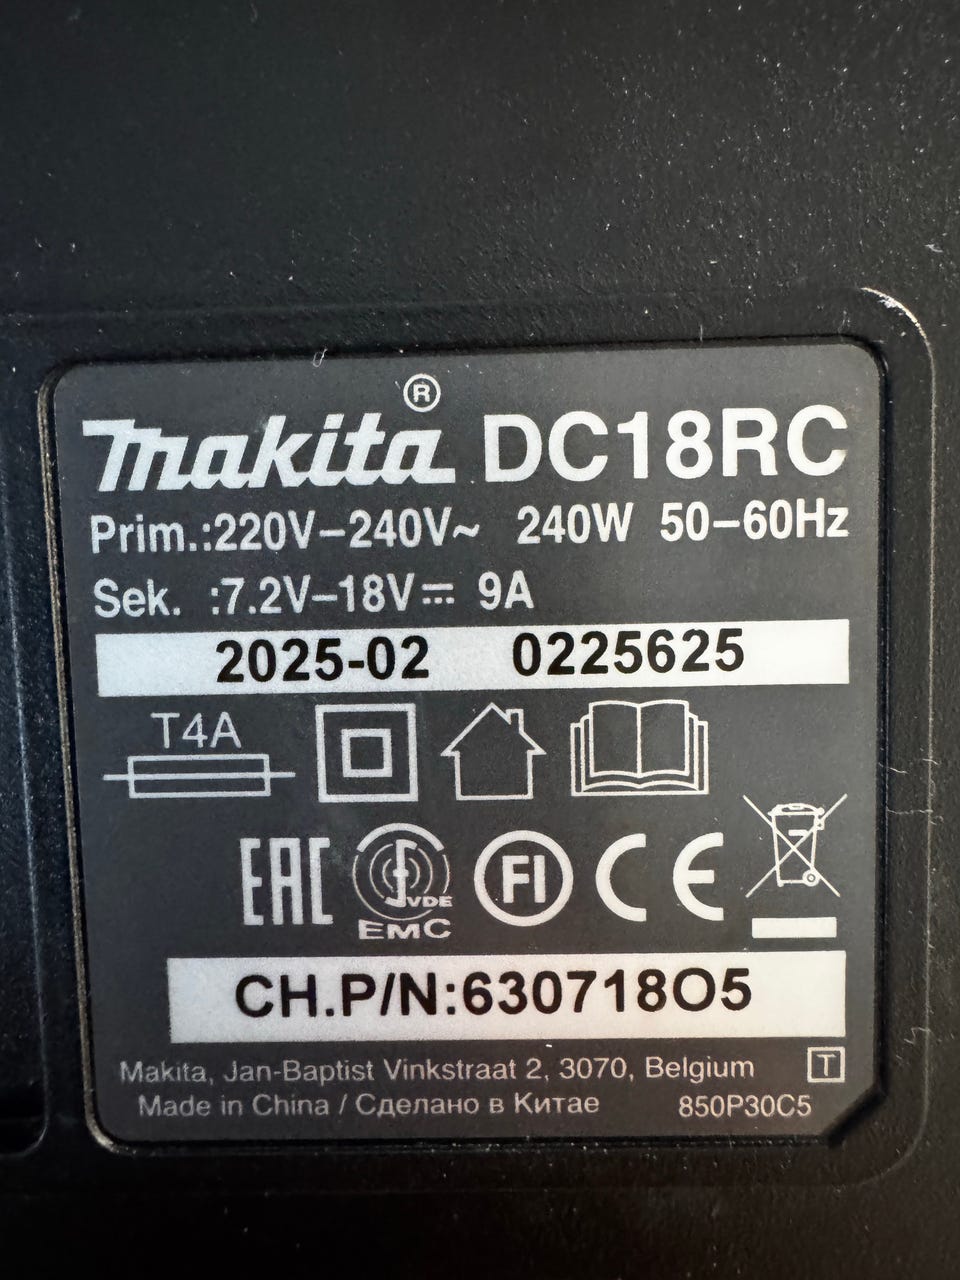 Makita® DC18RC
Prim.:220V–240V~ 240W 50–60Hz
Sek. :7.2V–18V⎓ 9A
2025-02 0225625
T4A
EAC VDE FI CE
EMC
CH.P/N:630718O5
Makita, Jan-Baptist Vinkstraat 2, 3070, Belgium T
Made in China / Сделано в Китае 850P30C5